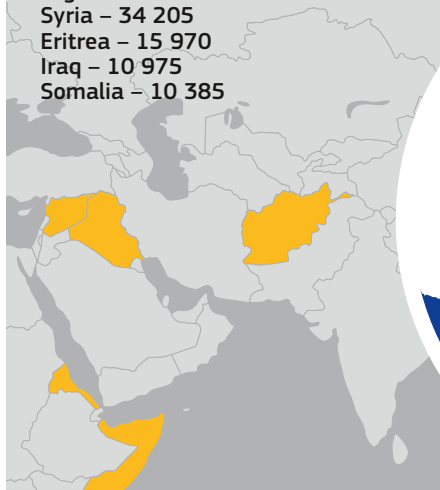 Syria – 34 205
Eritrea – 15 970
Iraq – 10 975
Somalia – 10 385